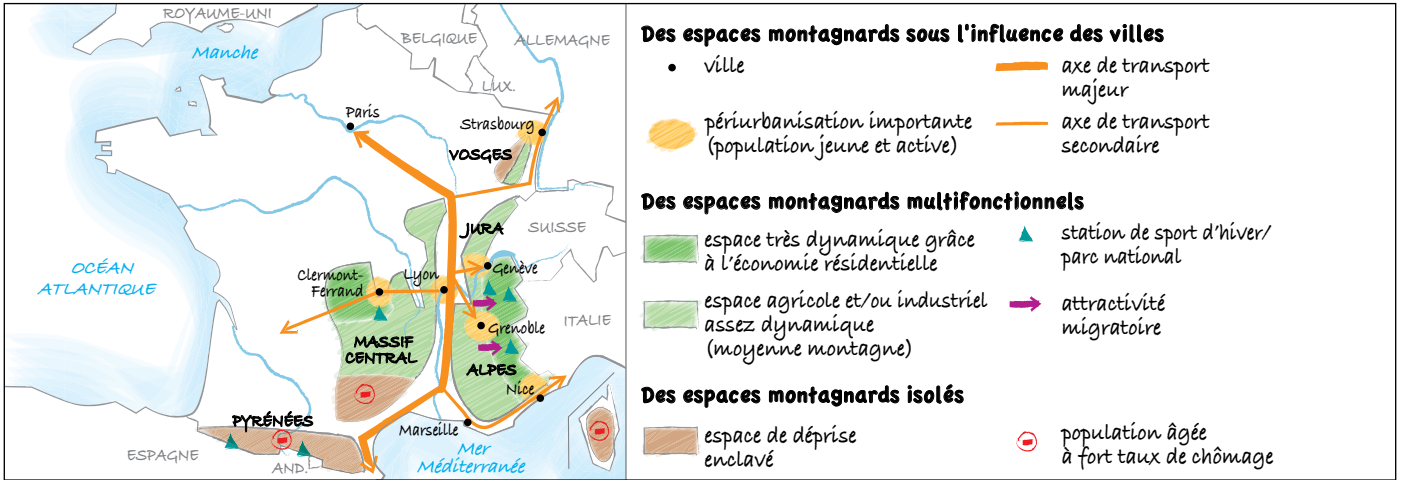 ROYAUME-UNI
Manche
BELGIQUE
ALLEMAGNE
LUX.
Paris
Strasbourg
VOSGES
JURA
SUISSE
OCÉAN
ATLANTIQUE
Clermont-
Ferrand
Lyon
Genève
Grenoble
ITALIE
MASSIF
CENTRAL
ALPES
Nice
PYRÉNÉES
Marseille
ESPAGNE
AND.
Mer
Méditerranée
Des espaces montagnards sous l'influence des villes
ville
axe de transport
majeur
périurbanisation importante
(population jeune et active)
axe de transport
secondaire
Des espaces montagnards multifonctionnels
espace très dynamique grâce
à l'économie résidentielle
station de sport d'hiver/
parc national
espace agricole et/ou industriel
assez dynamique
(moyenne montagne)
attractivité
migratoire
Des espaces montagnards isolés
espace de déprise
enclavé
population âgée
à fort taux de chômage